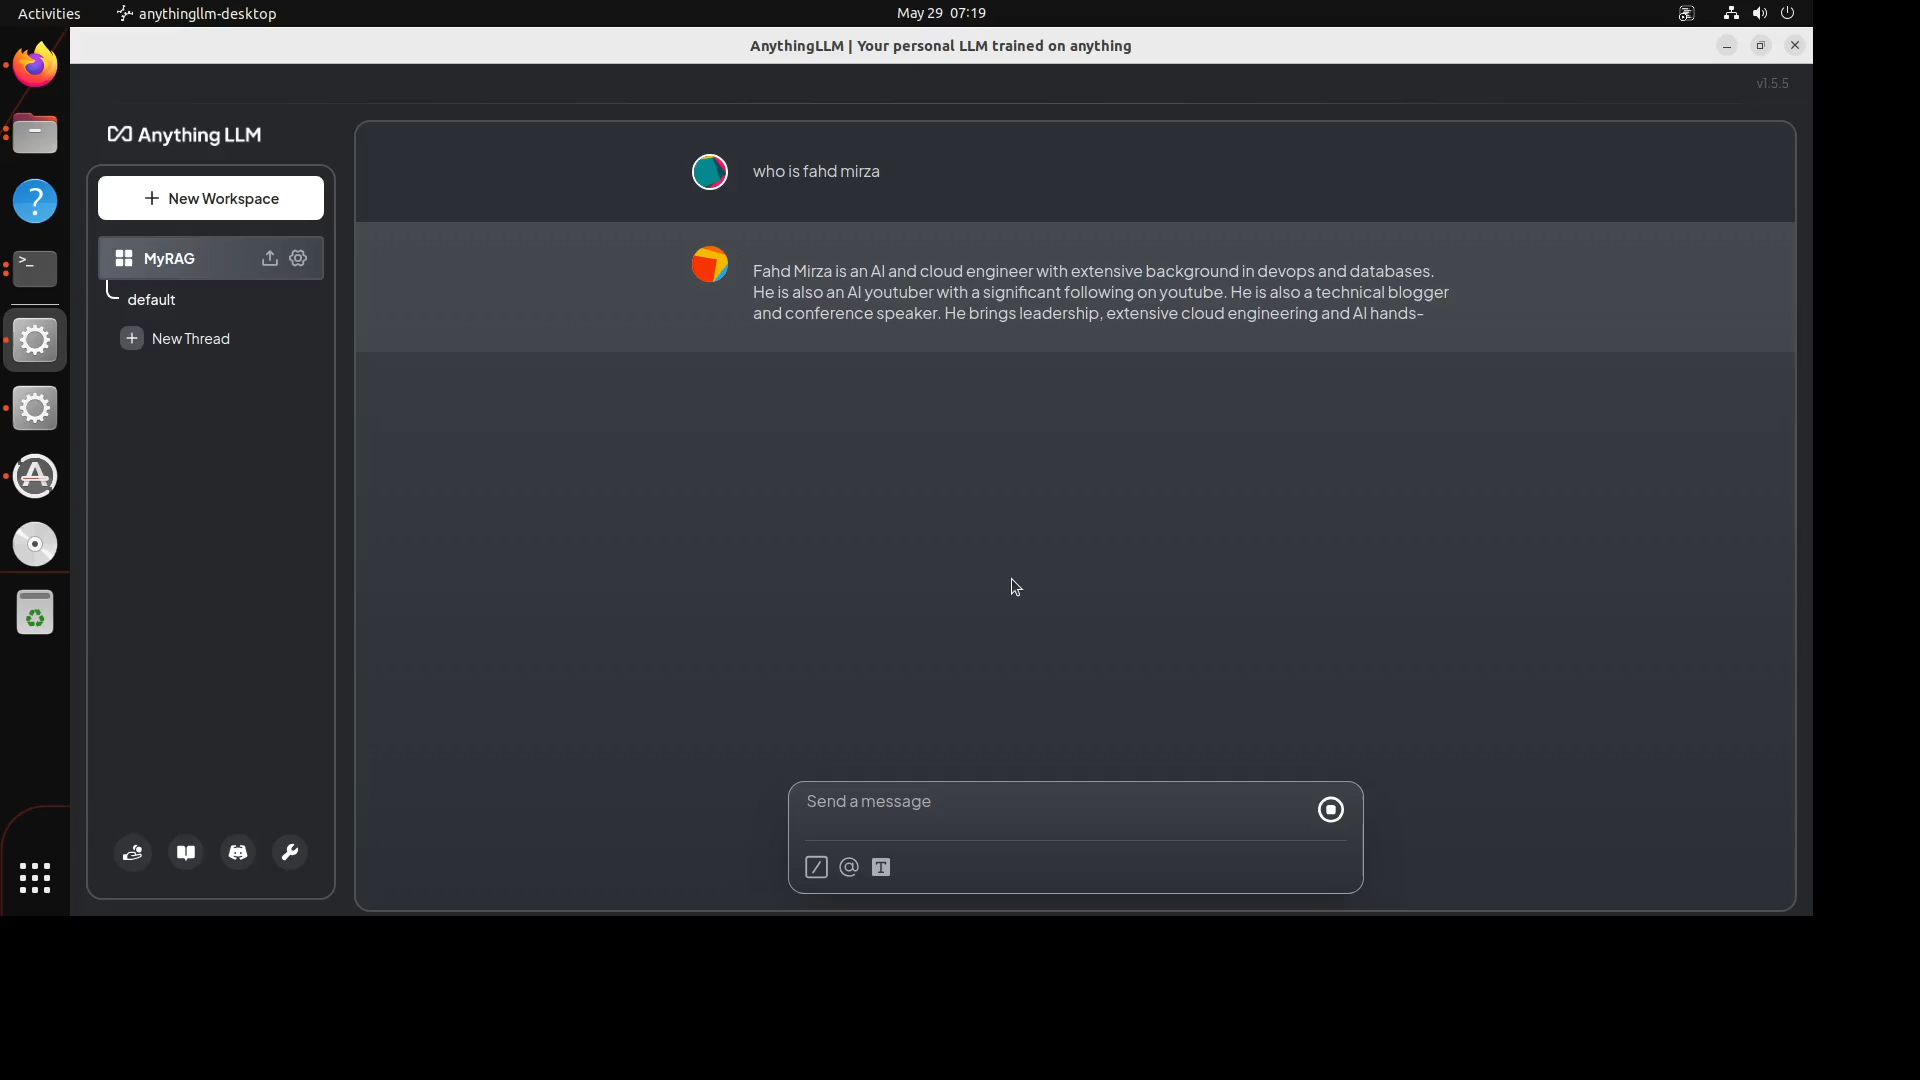 Activities
anythingllm-desktop
May 29 07:19
AnythingLLM | Your personal LLM trained on anything
v1.5.5
Anything LLM
New Workspace
MyRAG
default
New Thread
who is fahd mirza
Fahd Mirza is an AI and cloud engineer with extensive background in devops and databases.
He is also an AI youtuber with a significant following on youtube. He is also a technical blogger
and conference speaker. He brings leadership, extensive cloud engineering and AI hands-
Send a message